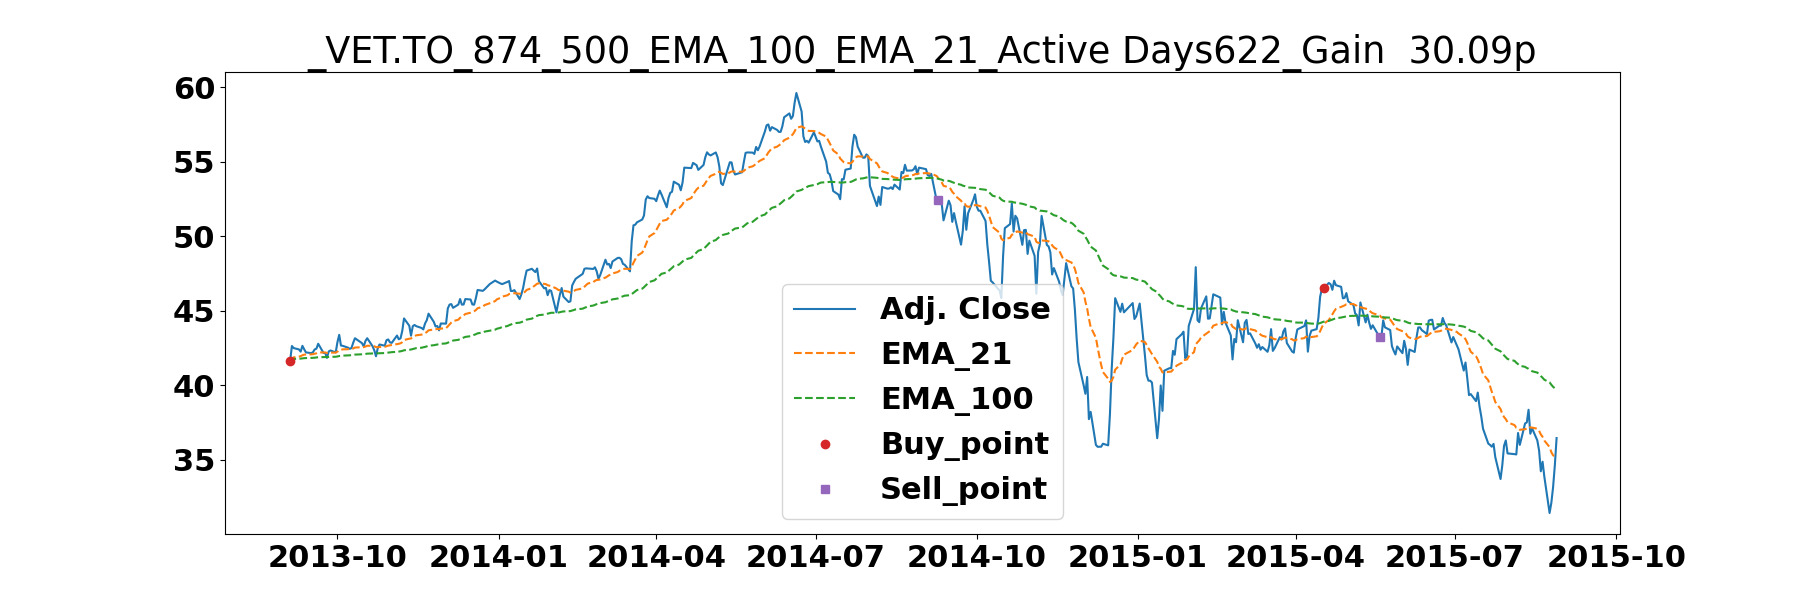 _VET.TO_874_500_EMA_100_EMA_21_Active Days622_Gain  30.09p
60
55
50
45
40
35
Adj. Close
EMA_21
EMA_100
Buy_point
Sell_point
2013-10 2014-01 2014-04 2014-07 2014-10 2015-01 2015-04 2015-07 2015-10